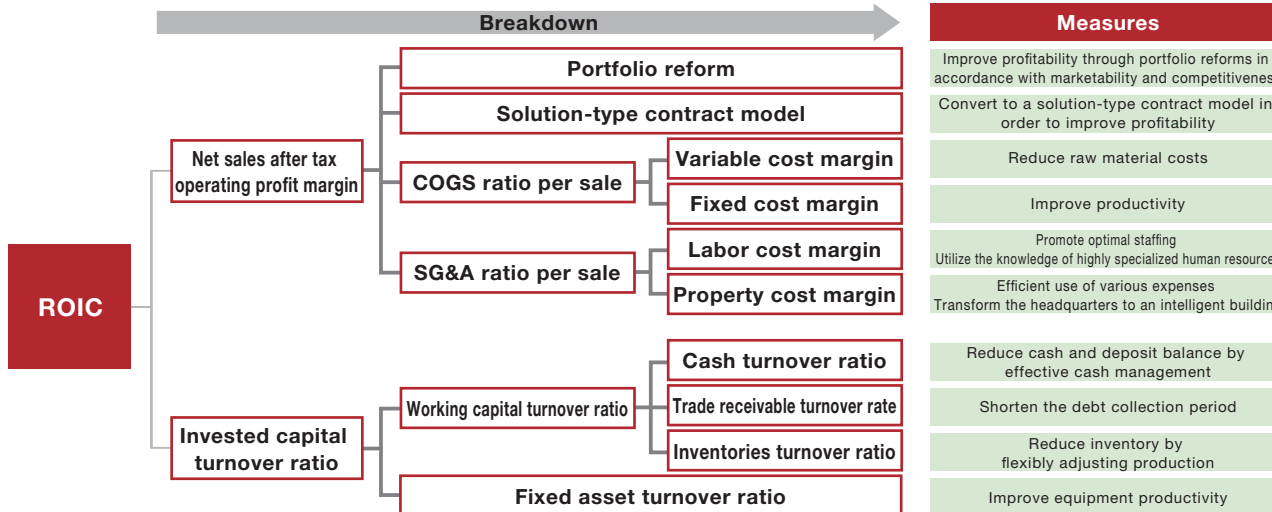 Breakdown
Measures
Portfolio reform
Improve profitability through portfolio reforms in
accordance with marketability and competitivenes
Solution-type contract model
Convert to a solution-type contract model in
order to improve profitability
Net sales after tax
operating profit margin
COGS ratio per sale
Variable cost margin
Reduce raw material costs
Fixed cost margin
Improve productivity
SG&A ratio per sale
Labor cost margin
Promote optimal staffing
Utilize the knowledge of highly specialized human resource
Property cost margin
Efficient use of various expenses
Transform the headquarters to an intelligent buildin
ROIC
Cash turnover ratio
Reduce cash and deposit balance by
effective cash management
Working capital turnover ratio
Trade receivable turnover rate
Shorten the debt collection period
Invested capital
turnover ratio
Inventories turnover ratio
Reduce inventory by
flexibly adjusting production
Fixed asset turnover ratio
Improve equipment productivity